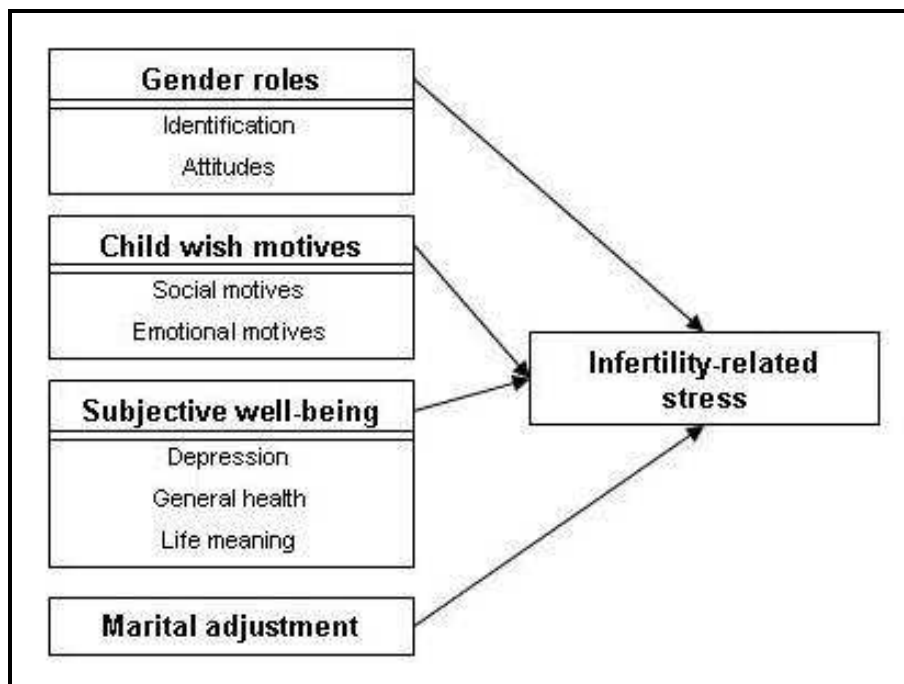 Gender roles
Identification
Attitudes
Child wish motives
Social motives
Emotional motives
Subjective well-being
Depression
General health
Life meaning
Marital adjustment
Infertility-related
stress